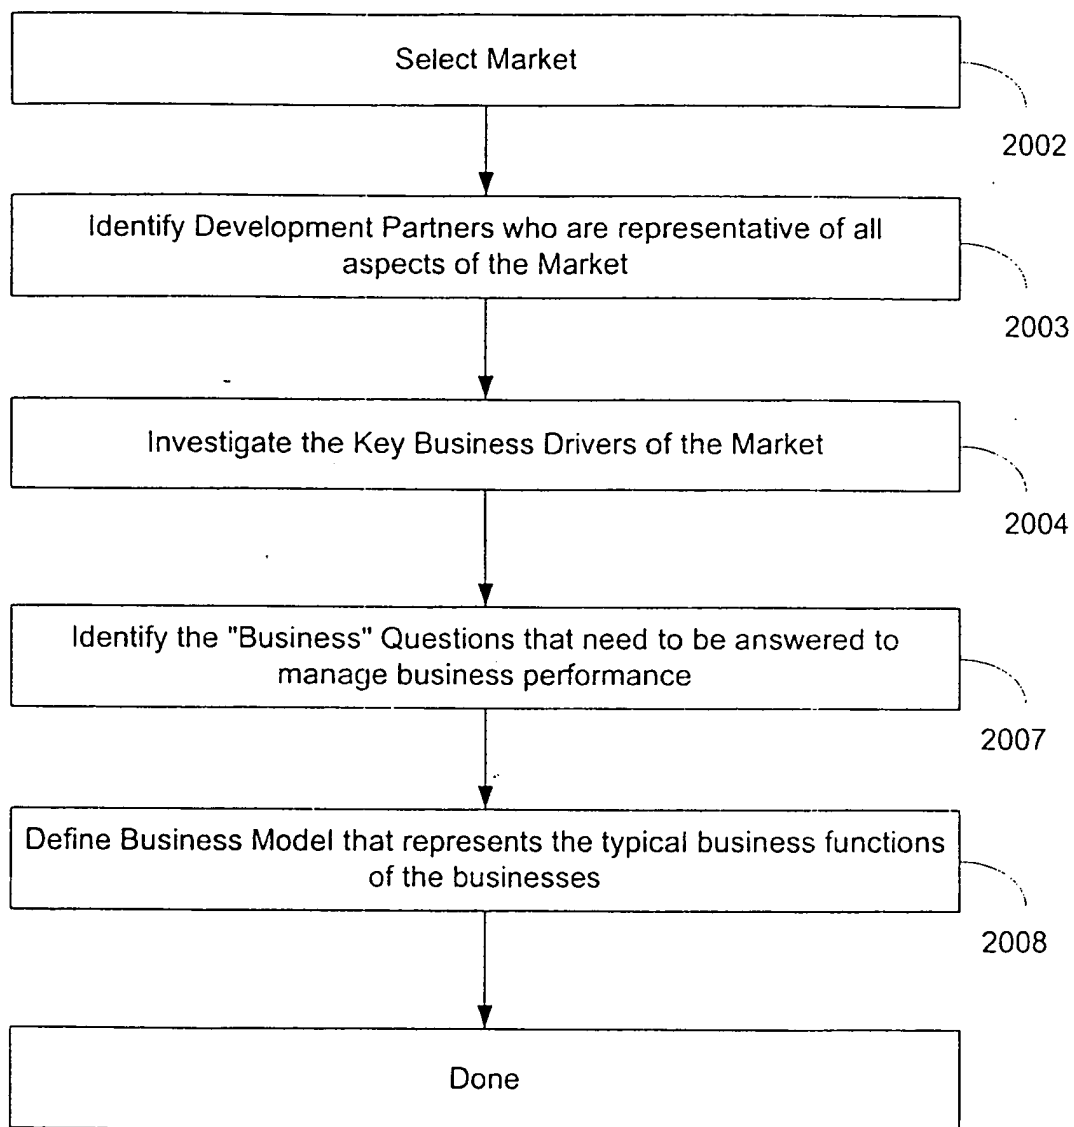 Select Market
2002
Identify Development Partners who are representative of all
aspects of the Market
2003
Investigate the Key Business Drivers of the Market
2004
Identify the "Business" Questions that need to be answered to
manage business performance
2007
Define Business Model that represents the typical business functions
of the businesses
2008
Done